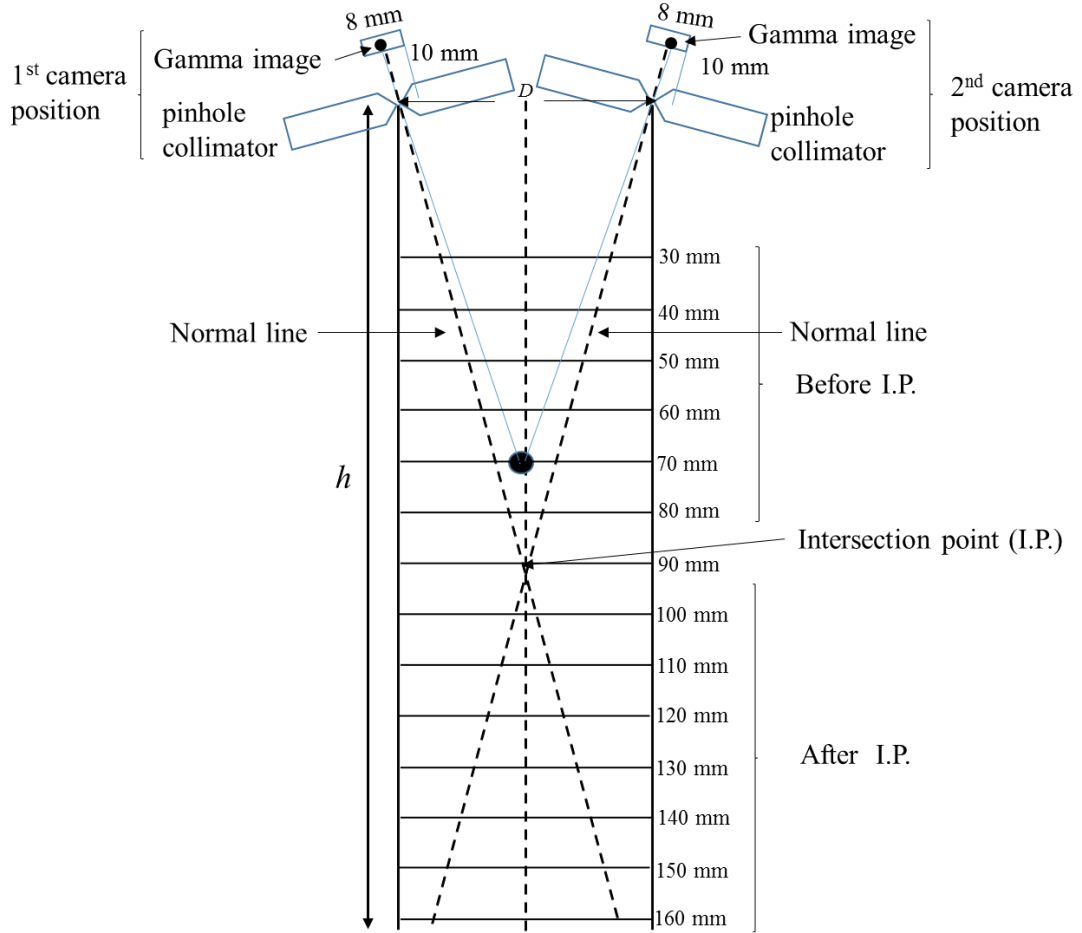 8 mm
Gamma image
10 mm
1st camera
position
pinhole
collimator
D
8 mm
Gamma image
10 mm
2nd camera
position
pinhole
collimator
30 mm
40 mm
Normal line
Normal line
50 mm
Before I.P.
60 mm
70 mm
h
80 mm
Intersection point (I.P.)
90 mm
100 mm
110 mm
120 mm
After I.P.
130 mm
140 mm
150 mm
160 mm